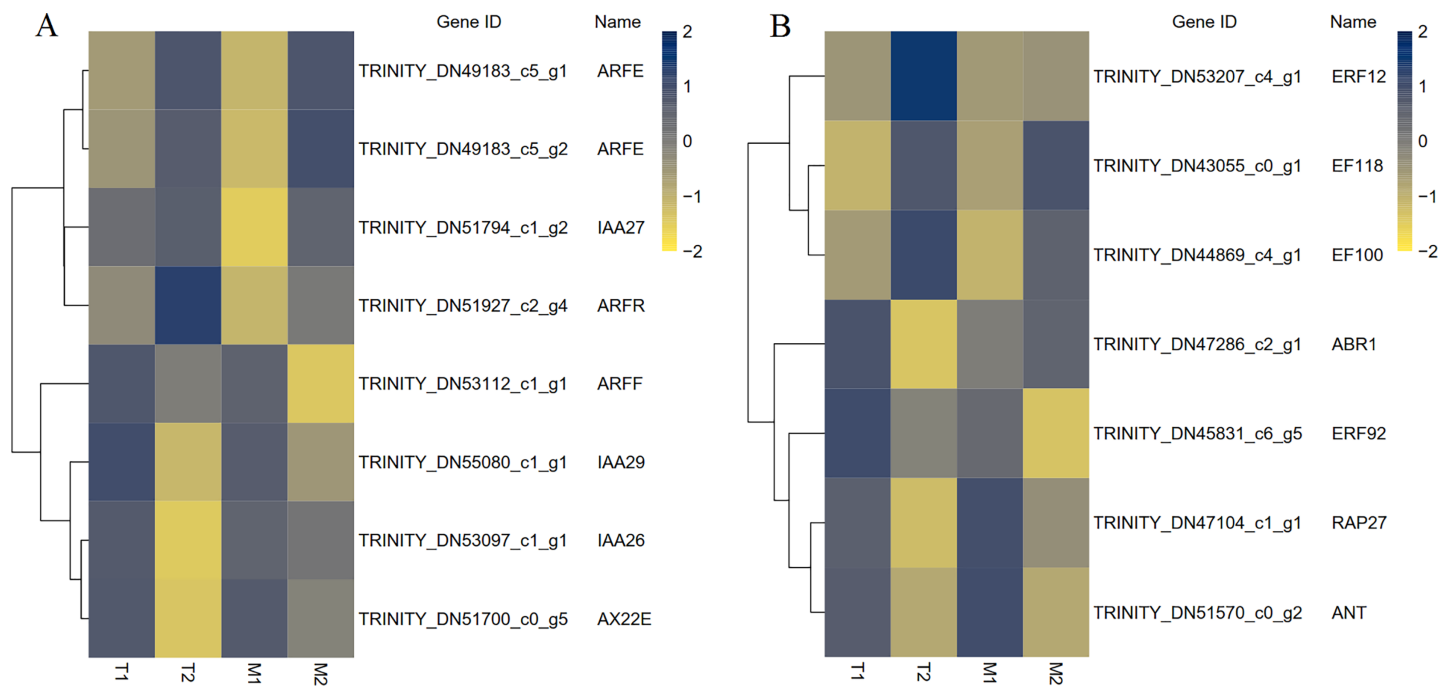 A
Gene ID Name
2
1
0
−1
−2
TRINITY_DN49183_c5_g1 ARFE
TRINITY_DN49183_c5_g2 ARFE
TRINITY_DN51794_c1_g2 IAA27
TRINITY_DN51927_c2_g4 ARFR
TRINITY_DN53112_c1_g1 ARFF
TRINITY_DN55080_c1_g1 IAA29
TRINITY_DN53097_c1_g1 IAA26
TRINITY_DN51700_c0_g5 AX22E
T1 T2 M1 M2
B
Gene ID Name
2
1
0
−1
−2
TRINITY_DN53207_c4_g1 ERF12
TRINITY_DN43055_c0_g1 EF118
TRINITY_DN44869_c4_g1 EF100
TRINITY_DN47286_c2_g1 ABR1
TRINITY_DN45831_c6_g5 ERF92
TRINITY_DN47104_c1_g1 RAP27
TRINITY_DN51570_c0_g2 ANT
T1 T2 M1 M2